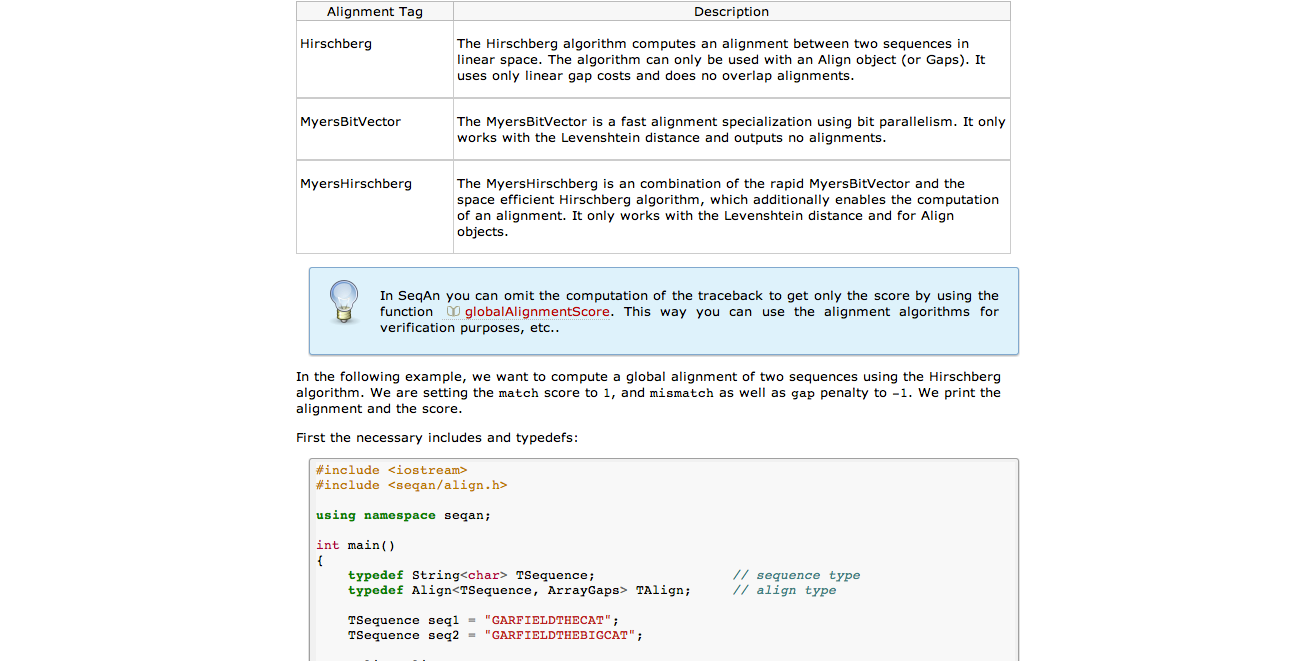 Alignment Tag Description
Hirschberg The Hirschberg algorithm computes an alignment between two sequences in
linear space. The algorithm can only be used with an Align object (or Gaps). It
uses only linear gap costs and does no overlap alignments.
MyersBitVector The MyersBitVector is a fast alignment specialization using bit parallelism. It only
works with the Levenshtein distance and outputs no alignments.
MyersHirschberg The MyersHirschberg is an combination of the rapid MyersBitVector and the
space efficient Hirschberg algorithm, which additionally enables the computation
of an alignment. It only works with the Levenshtein distance and for Align
objects.
In SeqAn you can omit the computation of the traceback to get only the score by using the
function globalAlignmentScore. This way you can use the alignment algorithms for
verification purposes, etc..
In the following example, we want to compute a global alignment of two sequences using the Hirschberg
algorithm. We are setting the match score to 1, and mismatch as well as gap penalty to -1. We print the
alignment and the score.
First the necessary includes and typedefs:
#include <iostream>
#include <seqan/align.h>
using namespace seqan;
int main()
{
typedef String<char> TSequence; // sequence type
typedef Align<TSequence, ArrayGaps> TAlign; // align type
TSequence seq1 = "GARFIELDTHECAT";
TSequence seq2 = "GARFIELDTHEBIGCAT";